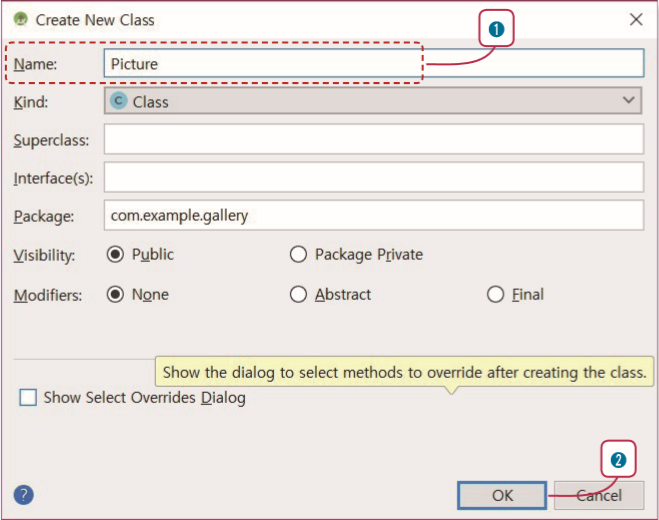 Create New Class
1
Name: Picture
Kind: C Class
Superclass:
Interface(s):
Package: com.example.gallery
Visibility: Public Package Private
Modifiers: None Abstract Final
Show the dialog to select methods to override after creating the class.
Show Select Overrides Dialog
2
? OK Cancel